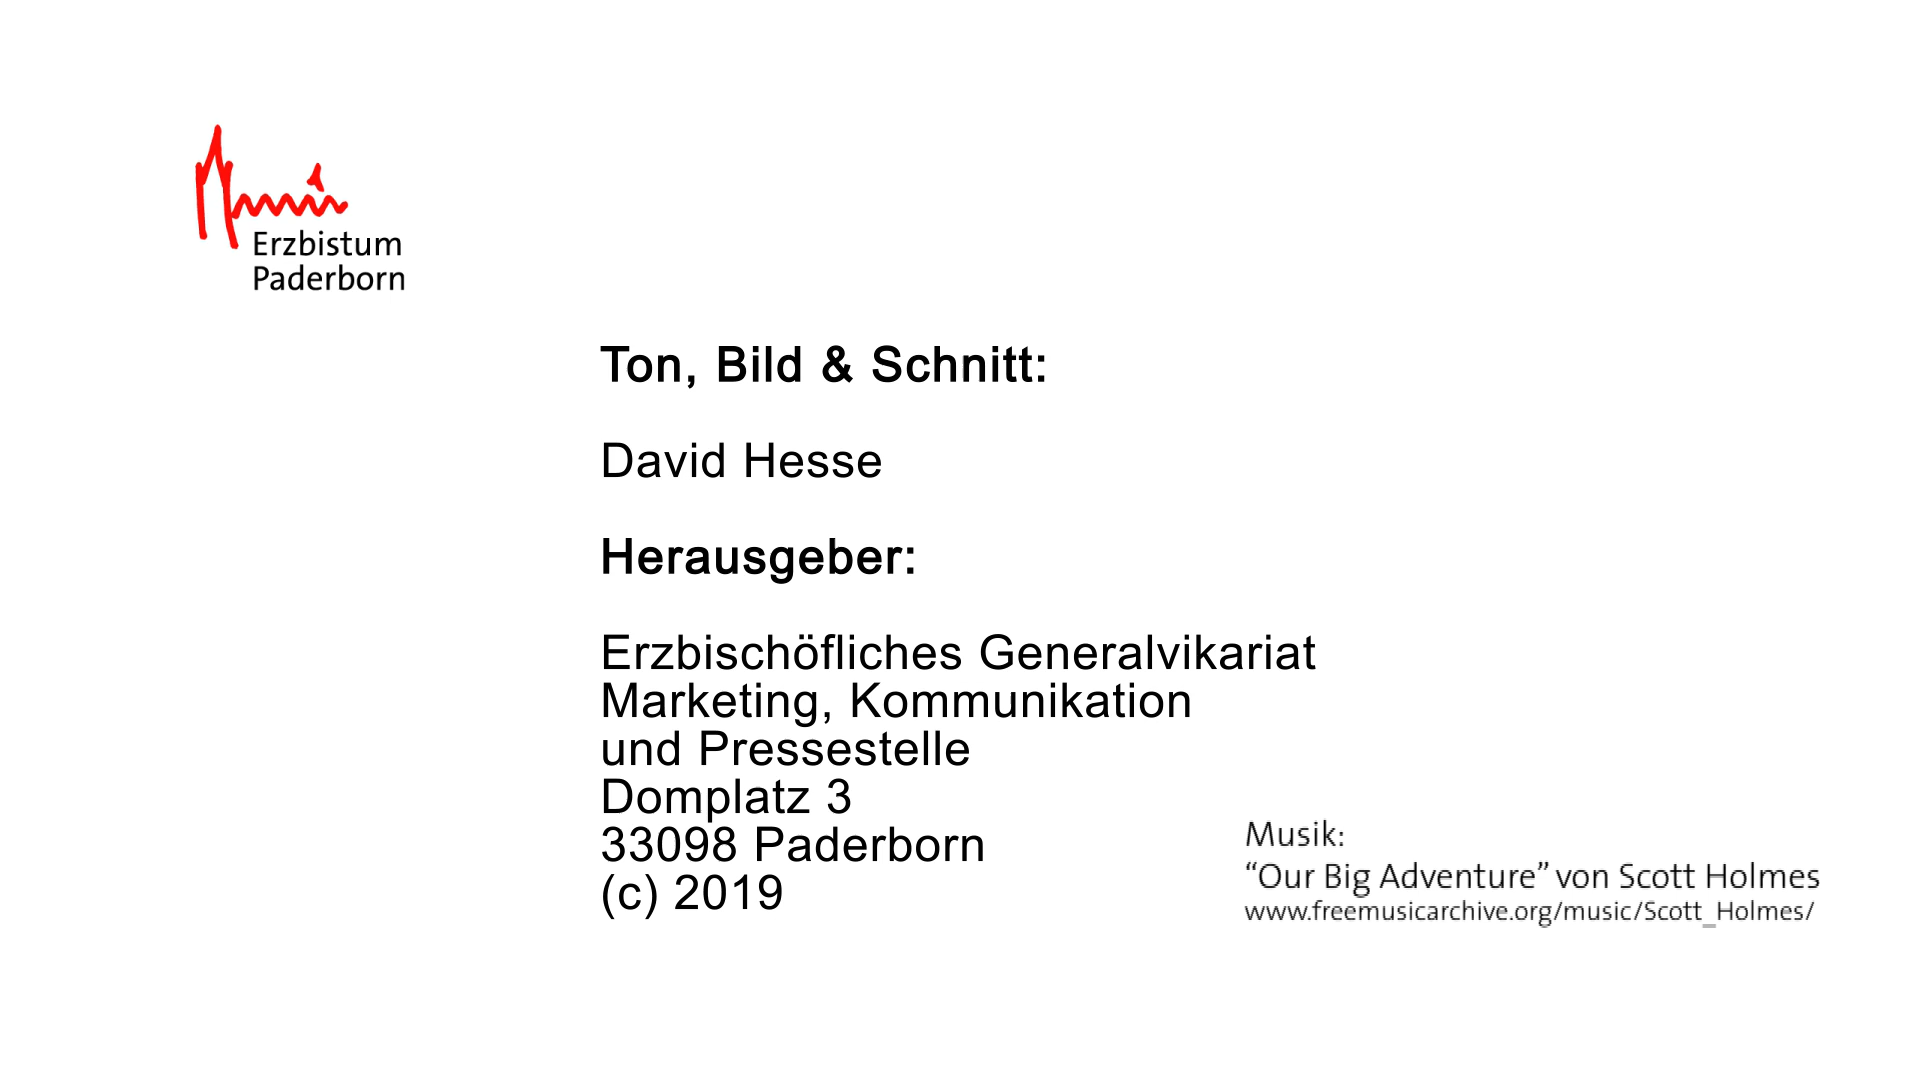 Erzbistum
Paderborn
Ton, Bild & Schnitt:
David Hesse
Herausgeber:
Erzbischöfliches Generalvikariat
Marketing, Kommunikation
und Pressestelle
Domplatz 3
33098 Paderborn
(c) 2019
Musik:
“Our Big Adventure” von Scott Holmes
www.freemusicarchive.org/music/Scott_Holmes/